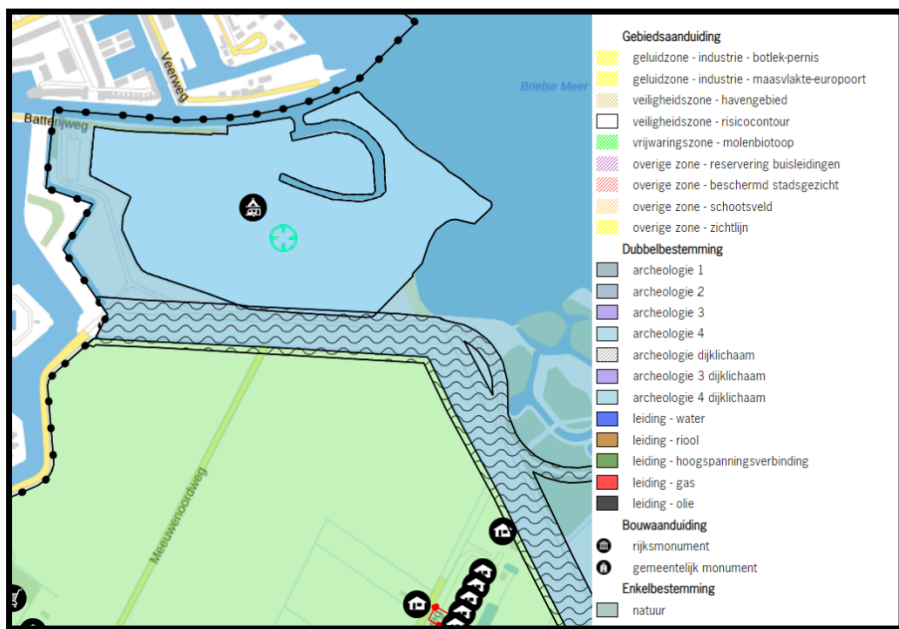 Veerweg
Batterijweg
Brielse Meer
Meeuwenoordweg
Gebiedsaanduiding
geluidzone - industrie - botlek-pernis
geluidzone - industrie - maasvlakte-europoort
veiligheidszone - havengebied
veiligheidszone - risicocontour
vrijwaringszone - molenbiotoop
overige zone - reservering buisleidingen
overige zone - beschermd stadsgezicht
overige zone - schootsveld
overige zone - zichtlijn
Dubbelbestemming
archeologie 1
archeologie 2
archeologie 3
archeologie 4
archeologie dijklichaam
archeologie 3 dijklichaam
archeologie 4 dijklichaam
leiding - water
leiding - riool
leiding - hoogspanningsverbinding
leiding - gas
leiding - olie
Bouwaanduiding
rijksmonument
gemeentelijk monument
Enkelbestemming
natuur